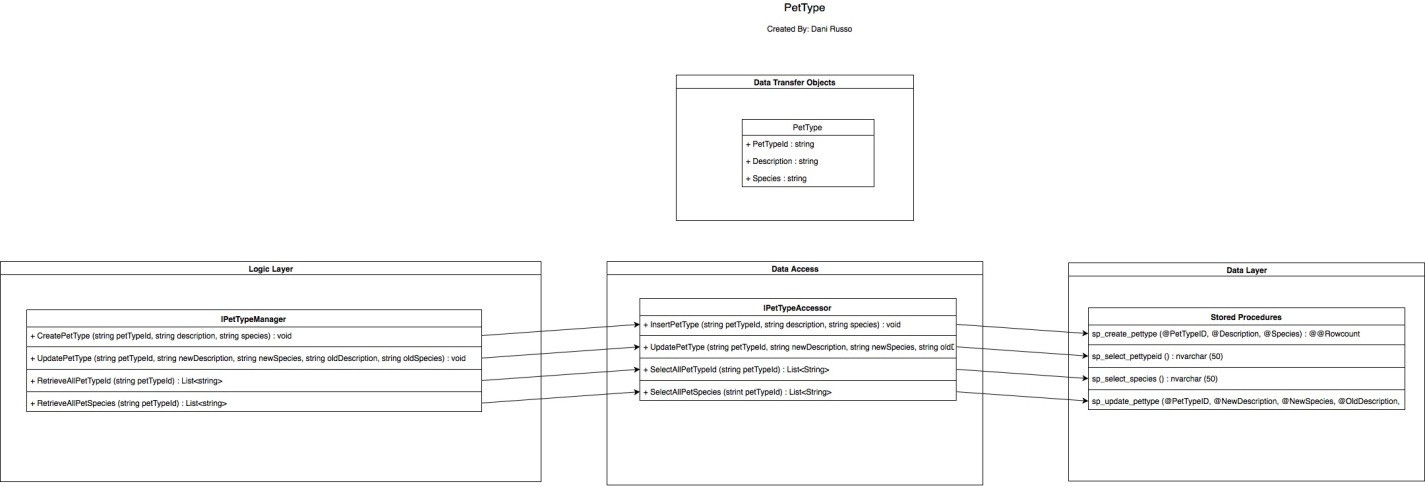 PetType
Created By: Dani Russo
Data Transfer Objects
PetType
+ PetTypeId : string
+ Description : string
+ Species : string
Logic Layer
IPetTypeManager
+ CreatePetType (string petTypeId, string description, string species) : void
+ UpdatePetType (string petTypeId, string newDescription, string newSpecies, string oldDescription, string oldSpecies) : void
+ RetrieveAllPetTypeId (string petTypeId) : List<string>
+ RetrieveAllPetSpecies (string petTypeId) : List<string>
Data Access
IPetTypeAccessor
+ InsertPetType (string petTypeId, string description, string species) : void
+ UpdatePetType (string petTypeId, string newDescription, string newSpecies, string
+ SelectAllPetTypeId (string petTypeId) : List<String>
+ SelectAllPetSpecies (strint petTypeId) : List<String>
Data Layer
Stored Procedures
sp_create_pettype (@PetTypeID, @Description, @Species) : @@Rowcount
sp_select_pettypeid () : nvarchar (50)
sp_select_species () : nvarchar (50)
sp_update_pettype (@PetTypeID, @NewDescription, @NewSpecies, @OldDescription,